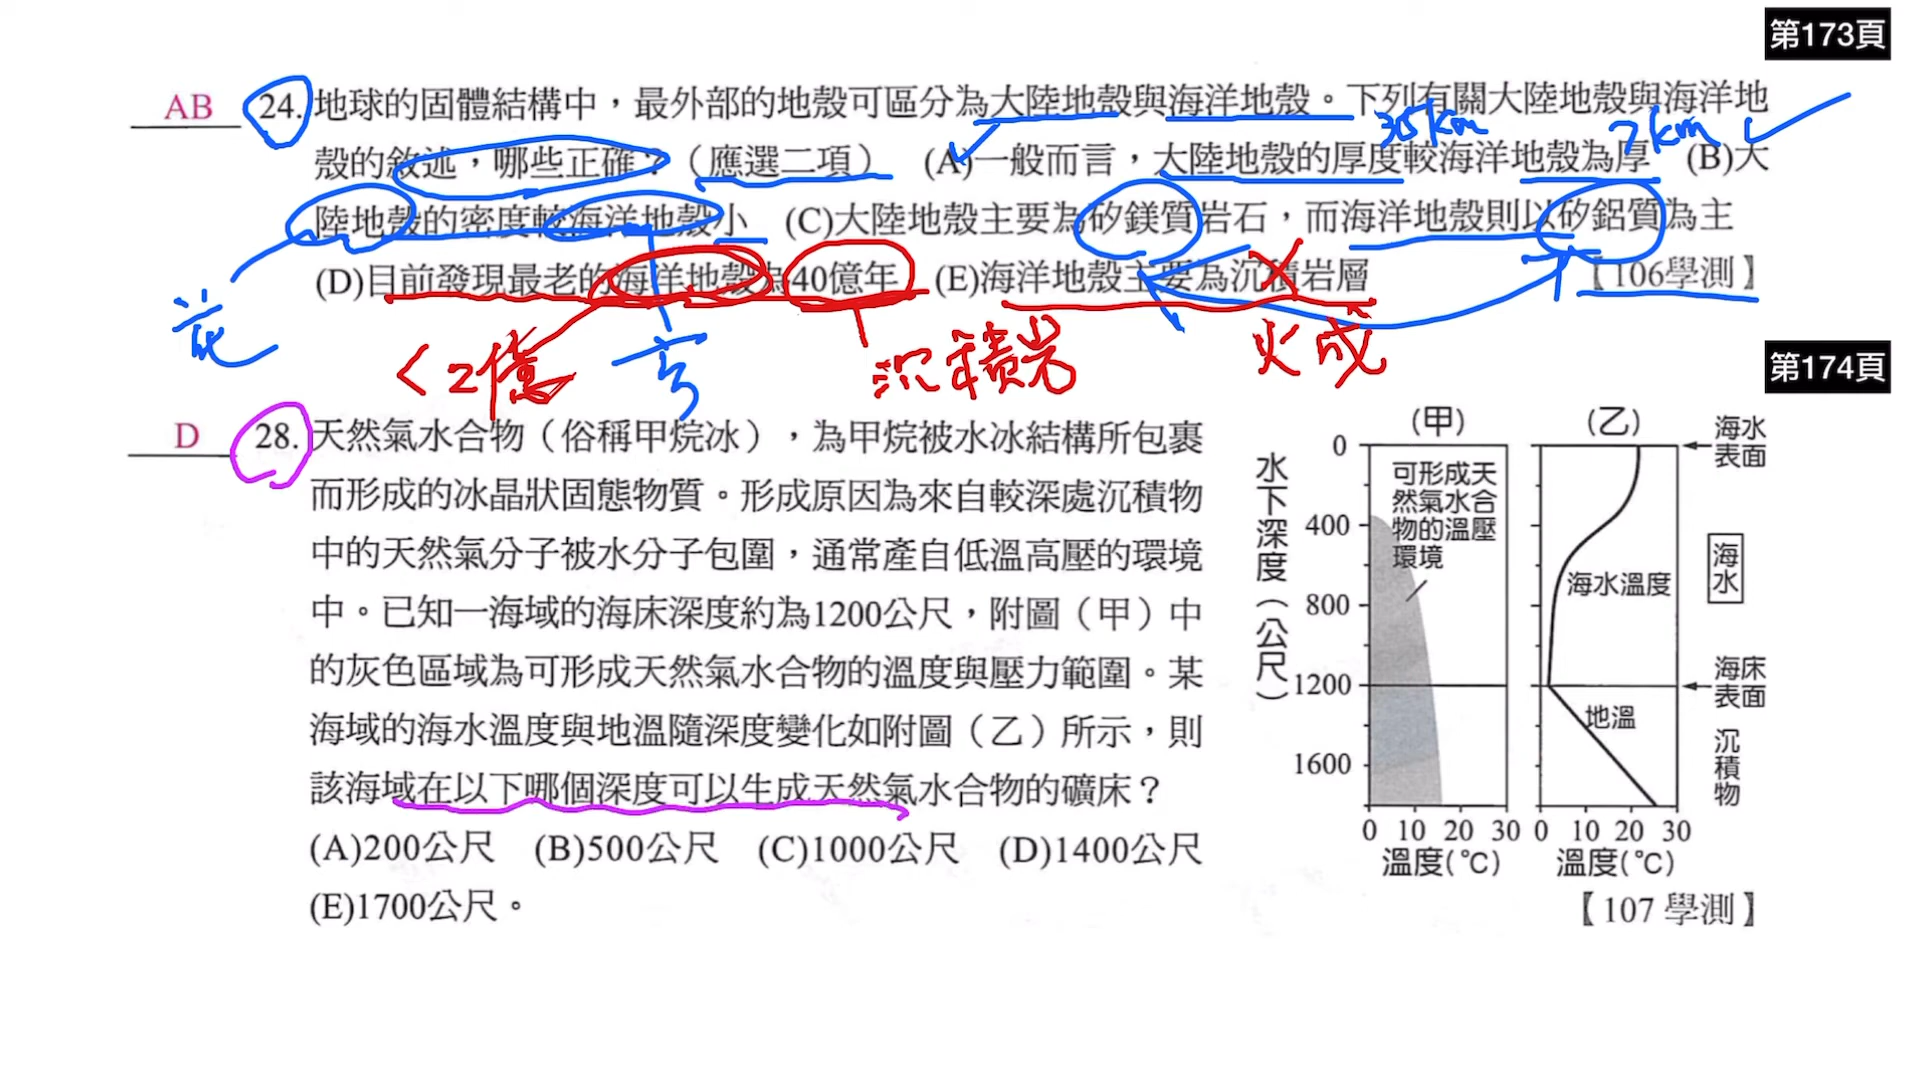 第173頁
AB 24. 地球的固體結構中，最外部的地殼可區分為大陸地殼與海洋地殼。下列有關大陸地殼與海洋地
35km 7km
殼的敘述，哪些正確？（應選二項） (A)一般而言，大陸地殼的厚度較海洋地殼為厚 (B)大
陸地殼的密度較海洋地殼小 (C)大陸地殼主要為矽鎂質岩石，而海洋地殼則以矽鋁質為主
(D)目前發現最老的海洋地殼為40億年 (E)海洋地殼主要為沉積岩層 【106學測】
花 <2億 玄 沉積岩 火成
第174頁
D 28. 天然氣水合物（俗稱甲烷冰），為甲烷被水冰結構所包裹
而形成的冰晶狀固態物質。形成原因為來自較深處沉積物
中的天然氣分子被水分子包圍，通常產自低溫高壓的環境
中。已知一海域的海床深度約為1200公尺，附圖（甲）中
的灰色區域為可形成天然氣水合物的溫度與壓力範圍。某
海域的海水溫度與地溫隨深度變化如附圖（乙）所示，則
該海域在以下哪個深度可以生成天然氣水合物的礦床？
(A)200公尺 (B)500公尺 (C)1000公尺 (D)1400公尺
(E)1700公尺。
（甲）
水下深度（公尺）
0
400
800
1200
1600
可形成天
然氣水合
物的溫壓
環境
0 10 20 30
溫度(℃)
（乙）
海水溫度
地溫
0 10 20 30
溫度(℃)
海水
表面
海水
海床
表面
沉積物
【107 學測】